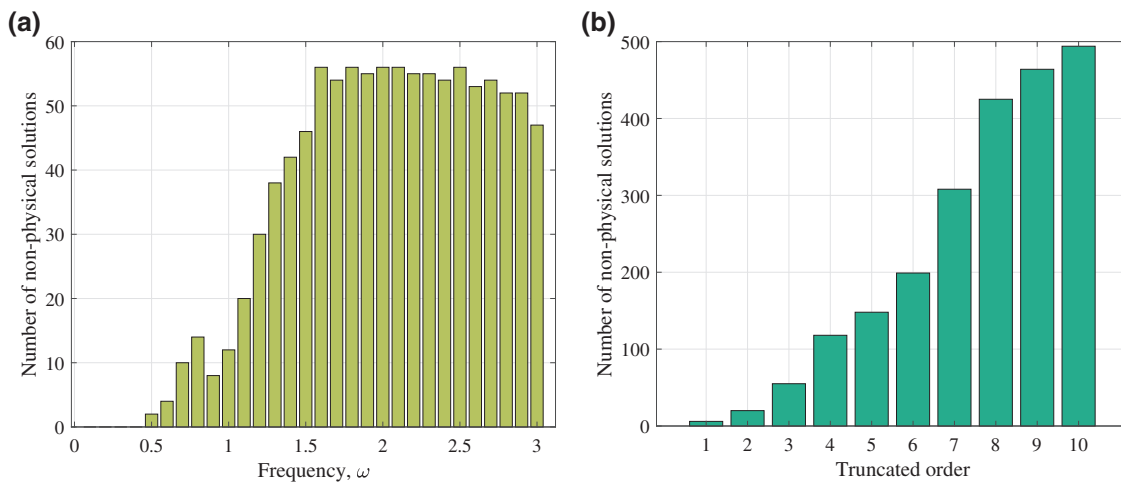 (a)
Number of non-physical solutions
60
50
40
30
20
10
0
0 0.5 1 1.5 2 2.5 3
Frequency, ω
(b)
Number of non-physical solutions
500
400
300
200
100
0
1 2 3 4 5 6 7 8 9 10
Truncated order